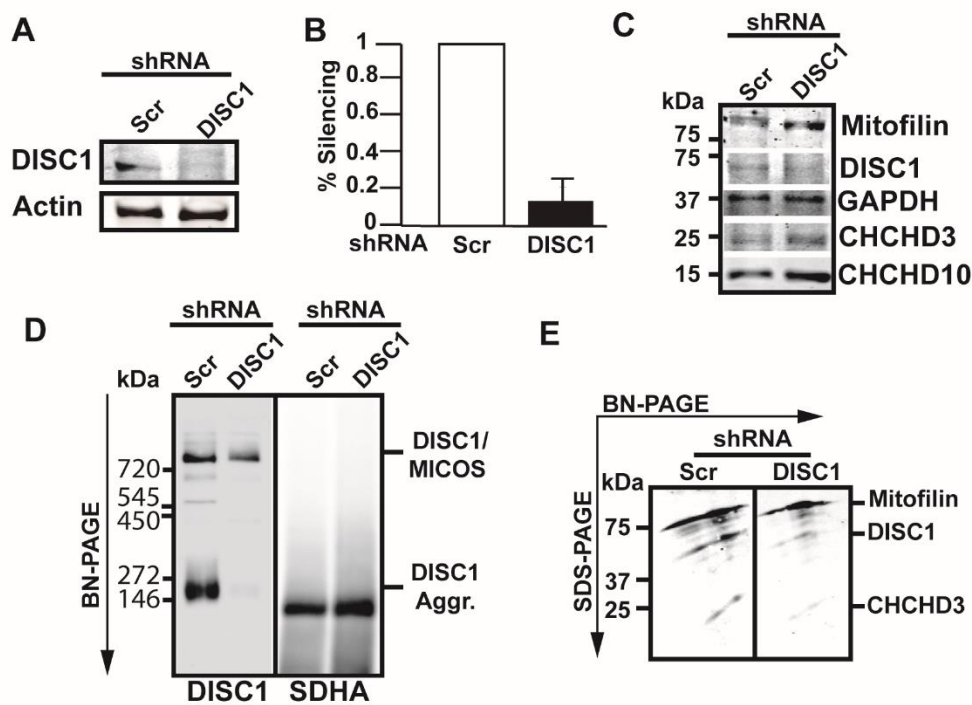 A
shRNA
Scr DISC1
DISC1
Actin
B
% Silencing
1
0.8
0.6
0.4
0.2
0
shRNA Scr DISC1
C
shRNA
Scr DISC1
kDa
75 Mitofilin
75 DISC1
37 GAPDH
25 CHCHD3
15 CHCHD10
D
shRNA shRNA
Scr DISC1 Scr DISC1
kDa
BN-PAGE
DISC1/
MICOS
720
545
450
272
146
DISC1
Aggr.
DISC1 SDHA
E
BN-PAGE
shRNA
Scr DISC1
kDa
SDS-PAGE
Mitofilin
75
DISC1
37
25
CHCHD3